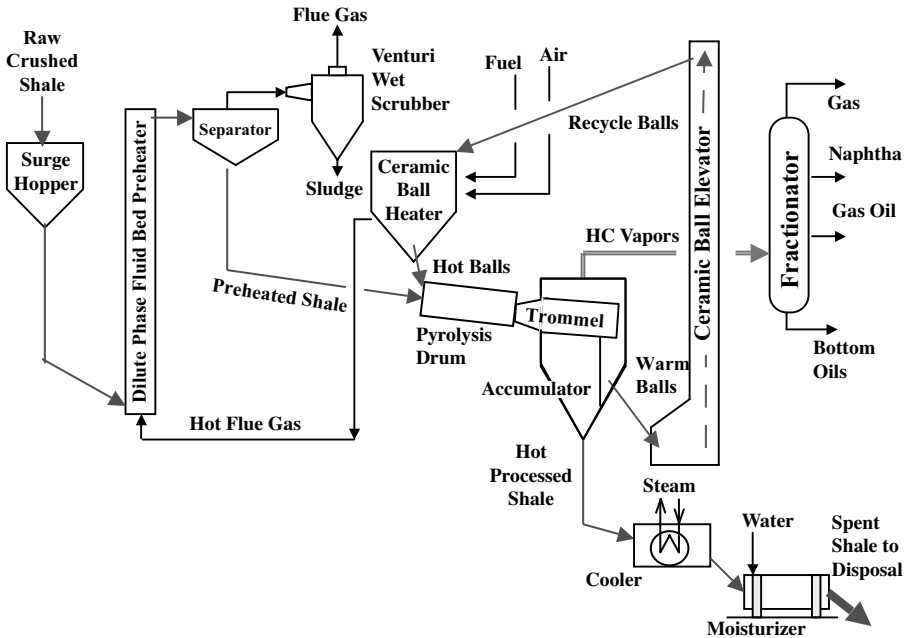 Flue Gas
Raw
Crushed
Shale
Venturi
Wet
Scrubber
Fuel
Air
Gas
Separator
Recycle Balls
Surge
Hopper
Dilute Phase Fluid Bed Preheater
Sludge
Ceramic
Ball
Heater
Ceramic Ball Elevator
Fractionator
Naphtha
Gas Oil
HC Vapors
Hot Balls
Preheated Shale
Trommel
Pyrolysis
Drum
Bottom
Oils
Warm
Balls
Accumulator
Hot Flue Gas
Hot
Processed
Shale
Steam
Water
Spent
Shale to
Disposal
Cooler
Moisturizer